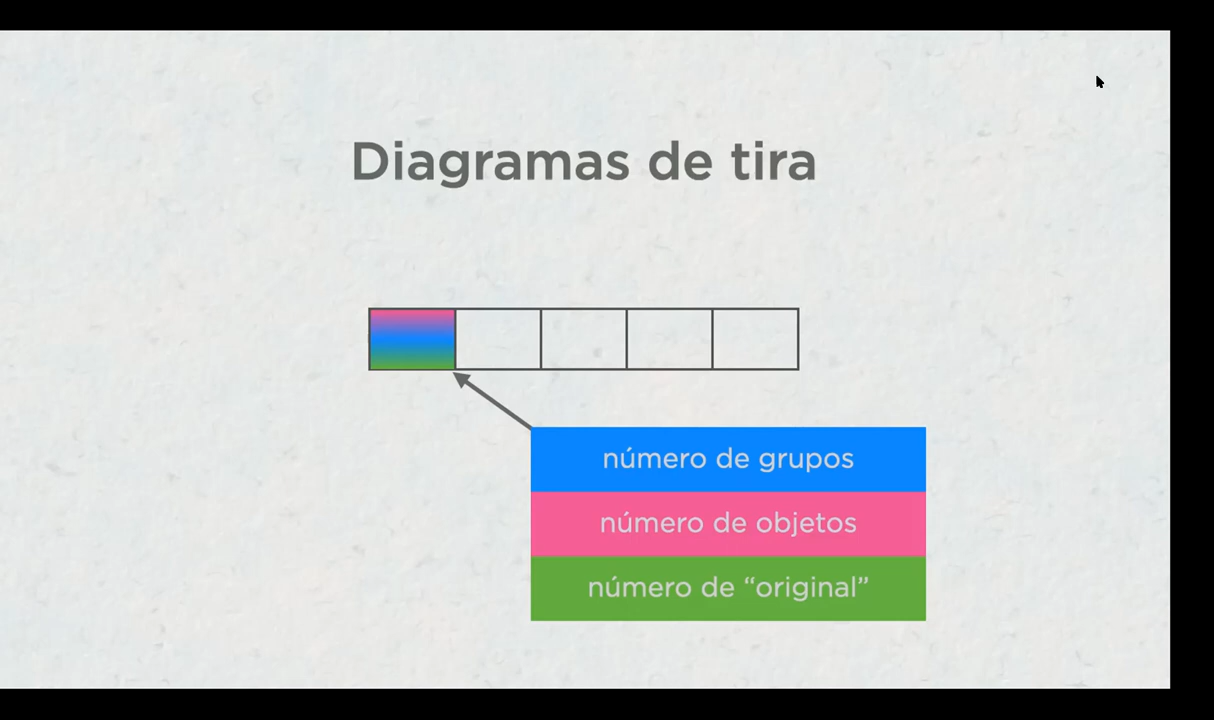 Diagramas de tira
número de grupos
número de objetos
número de “original”